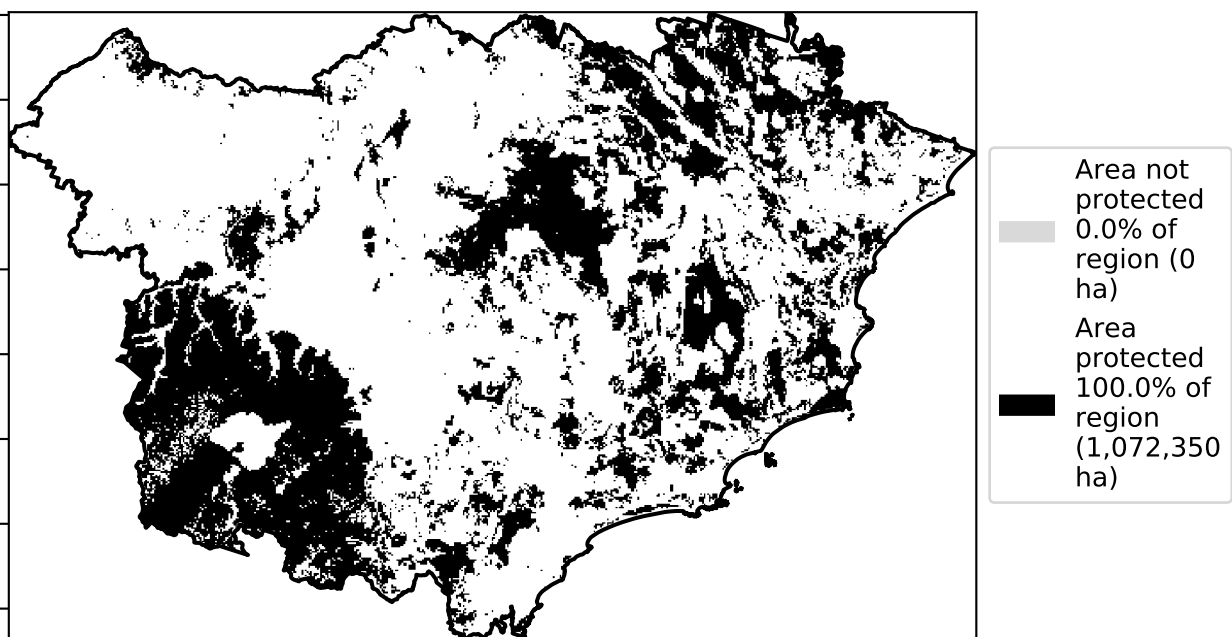 Area not
protected
0.0% of
region (0
ha)
Area
protected
100.0% of
region
(1,072,350
ha)